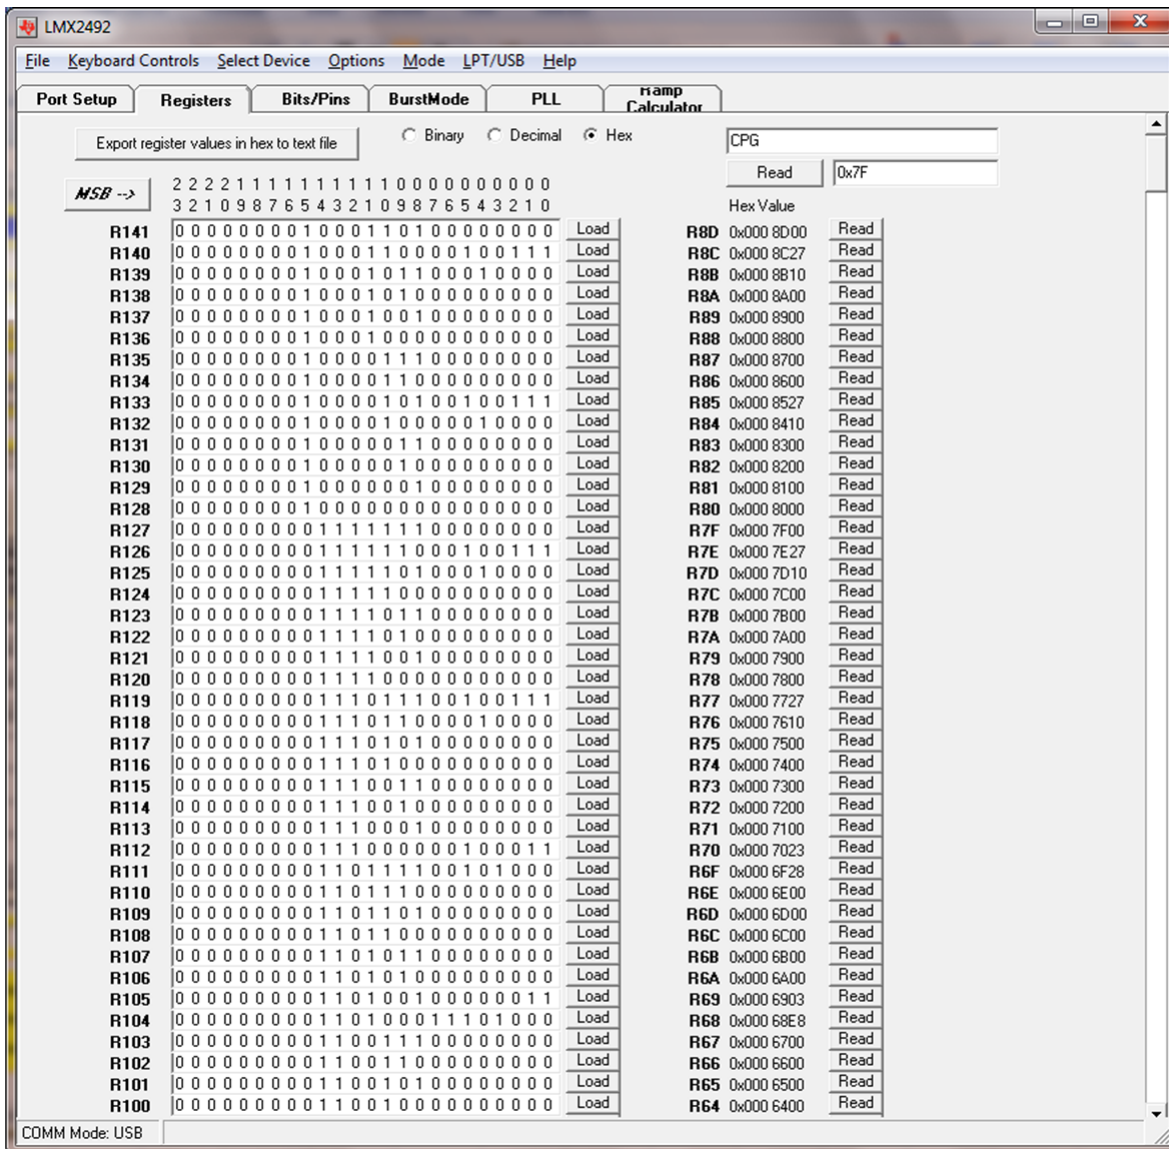 LMX2492
File Keyboard Controls Select Device Options Mode LPT/USB Help
Port Setup Registers Bits/Pins BurstMode PLL Ramp Calculator
Export register values in hex to text file Binary Decimal Hex CPG
Read 0x7F
MSB --> 2 2 2 2 1 1 1 1 1 1 1 1 1 1 0 0 0 0 0 0 0 0 0 0
3 2 1 0 9 8 7 6 5 4 3 2 1 0 9 8 7 6 5 4 3 2 1 0 Hex Value
R141 0 0 0 0 0 0 0 0 1 0 0 0 1 1 0 1 0 0 0 0 0 0 0 0 Load R8D 0x000 8D00 Read
R140 0 0 0 0 0 0 0 0 1 0 0 0 1 1 0 0 0 0 1 0 0 1 1 1 Load R8C 0x000 8C27 Read
R139 0 0 0 0 0 0 0 0 1 0 0 0 1 0 1 1 0 0 0 1 0 0 0 0 Load R8B 0x000 8B10 Read
R138 0 0 0 0 0 0 0 0 1 0 0 0 1 0 1 0 0 0 0 0 0 0 0 0 Load R8A 0x000 8A00 Read
R137 0 0 0 0 0 0 0 0 1 0 0 0 1 0 0 1 0 0 0 0 0 0 0 0 Load R89 0x000 8900 Read
R136 0 0 0 0 0 0 0 0 1 0 0 0 1 0 0 0 0 0 0 0 0 0 0 0 Load R88 0x000 8800 Read
R135 0 0 0 0 0 0 0 0 1 0 0 0 0 1 1 1 0 0 0 0 0 0 0 0 Load R87 0x000 8700 Read
R134 0 0 0 0 0 0 0 0 1 0 0 0 0 1 1 0 0 0 0 0 0 0 0 0 Load R86 0x000 8600 Read
R133 0 0 0 0 0 0 0 0 1 0 0 0 0 1 0 1 0 0 1 0 0 1 1 1 Load R85 0x000 8527 Read
R132 0 0 0 0 0 0 0 0 1 0 0 0 0 1 0 0 0 0 0 1 0 0 0 0 Load R84 0x000 8410 Read
R131 0 0 0 0 0 0 0 0 1 0 0 0 0 0 1 1 0 0 0 0 0 0 0 0 Load R83 0x000 8300 Read
R130 0 0 0 0 0 0 0 0 1 0 0 0 0 0 1 0 0 0 0 0 0 0 0 0 Load R82 0x000 8200 Read
R129 0 0 0 0 0 0 0 0 1 0 0 0 0 0 0 1 0 0 0 0 0 0 0 0 Load R81 0x000 8100 Read
R128 0 0 0 0 0 0 0 0 1 0 0 0 0 0 0 0 0 0 0 0 0 0 0 0 Load R80 0x000 8000 Read
R127 0 0 0 0 0 0 0 0 0 1 1 1 1 1 1 1 0 0 0 0 0 0 0 0 Load R7F 0x000 7F00 Read
R126 0 0 0 0 0 0 0 0 0 1 1 1 1 1 1 0 0 0 1 0 0 1 1 1 Load R7E 0x000 7E27 Read
R125 0 0 0 0 0 0 0 0 0 1 1 1 1 1 0 1 0 0 0 1 0 0 0 0 Load R7D 0x000 7D10 Read
R124 0 0 0 0 0 0 0 0 0 1 1 1 1 1 0 0 0 0 0 0 0 0 0 0 Load R7C 0x000 7C00 Read
R123 0 0 0 0 0 0 0 0 0 1 1 1 1 0 1 1 0 0 0 0 0 0 0 0 Load R7B 0x000 7B00 Read
R122 0 0 0 0 0 0 0 0 0 1 1 1 1 0 1 0 0 0 0 0 0 0 0 0 Load R7A 0x000 7A00 Read
R121 0 0 0 0 0 0 0 0 0 1 1 1 1 0 0 1 0 0 0 0 0 0 0 0 Load R79 0x000 7900 Read
R120 0 0 0 0 0 0 0 0 0 1 1 1 1 0 0 0 0 0 0 0 0 0 0 0 Load R78 0x000 7800 Read
R119 0 0 0 0 0 0 0 0 0 1 1 1 0 1 1 1 0 0 1 0 0 1 1 1 Load R77 0x000 7727 Read
R118 0 0 0 0 0 0 0 0 0 1 1 1 0 1 1 0 0 0 0 1 0 0 0 0 Load R76 0x000 7610 Read
R117 0 0 0 0 0 0 0 0 0 1 1 1 0 1 0 1 0 0 0 0 0 0 0 0 Load R75 0x000 7500 Read
R116 0 0 0 0 0 0 0 0 0 1 1 1 0 1 0 0 0 0 0 0 0 0 0 0 Load R74 0x000 7400 Read
R115 0 0 0 0 0 0 0 0 0 1 1 1 0 0 1 1 0 0 0 0 0 0 0 0 Load R73 0x000 7300 Read
R114 0 0 0 0 0 0 0 0 0 1 1 1 0 0 1 0 0 0 0 0 0 0 0 0 Load R72 0x000 7200 Read
R113 0 0 0 0 0 0 0 0 0 1 1 1 0 0 0 1 0 0 0 0 0 0 0 0 Load R71 0x000 7100 Read
R112 0 0 0 0 0 0 0 0 0 1 1 1 0 0 0 0 0 0 1 0 0 0 1 1 Load R70 0x000 7023 Read
R111 0 0 0 0 0 0 0 0 0 1 1 0 1 1 1 1 0 0 1 0 1 0 0 0 Load R6F 0x000 6F28 Read
R110 0 0 0 0 0 0 0 0 0 1 1 0 1 1 1 0 0 0 0 0 0 0 0 0 Load R6E 0x000 6E00 Read
R109 0 0 0 0 0 0 0 0 0 1 1 0 1 1 0 1 0 0 0 0 0 0 0 0 Load R6D 0x000 6D00 Read
R108 0 0 0 0 0 0 0 0 0 1 1 0 1 1 0 0 0 0 0 0 0 0 0 0 Load R6C 0x000 6C00 Read
R107 0 0 0 0 0 0 0 0 0 1 1 0 1 0 1 1 0 0 0 0 0 0 0 0 Load R6B 0x000 6B00 Read
R106 0 0 0 0 0 0 0 0 0 1 1 0 1 0 1 0 0 0 0 0 0 0 0 0 Load R6A 0x000 6A00 Read
R105 0 0 0 0 0 0 0 0 0 1 1 0 1 0 0 1 0 0 0 0 0 0 1 1 Load R69 0x000 6903 Read
R104 0 0 0 0 0 0 0 0 0 1 1 0 1 0 0 0 1 1 1 0 1 0 0 0 Load R68 0x000 68E8 Read
R103 0 0 0 0 0 0 0 0 0 1 1 0 0 1 1 1 0 0 0 0 0 0 0 0 Load R67 0x000 6700 Read
R102 0 0 0 0 0 0 0 0 0 1 1 0 0 1 1 0 0 0 0 0 0 0 0 0 Load R66 0x000 6600 Read
R101 0 0 0 0 0 0 0 0 0 1 1 0 0 1 0 1 0 0 0 0 0 0 0 0 Load R65 0x000 6500 Read
R100 0 0 0 0 0 0 0 0 0 1 1 0 0 1 0 0 0 0 0 0 0 0 0 0 Load R64 0x000 6400 Read
COMM Mode: USB